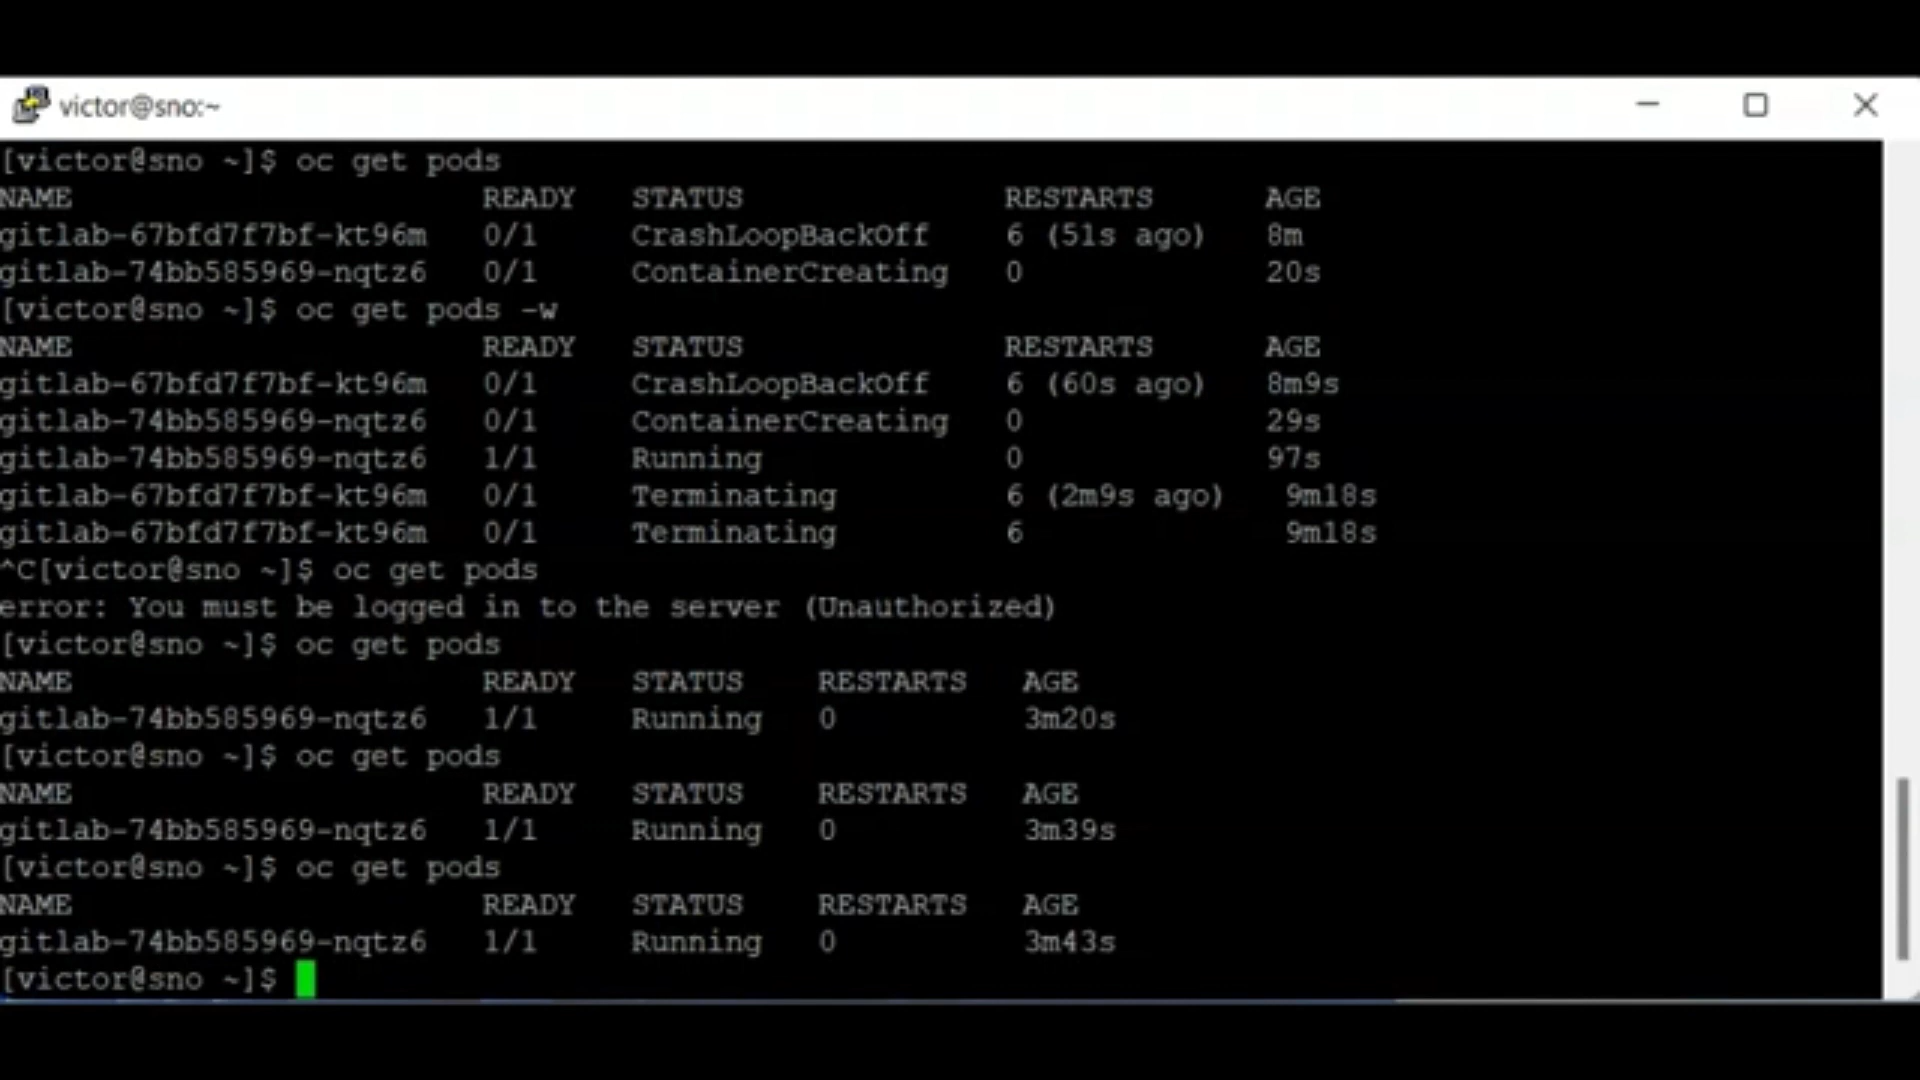 victor@sno:~
[victor@sno ~]$ oc get pods
NAME READY STATUS RESTARTS AGE
gitlab-67bfd7f7bf-kt96m 0/1 CrashLoopBackOff 6 (51s ago) 8m
gitlab-74bb585969-nqtz6 0/1 ContainerCreating 0 20s
[victor@sno ~]$ oc get pods -w
NAME READY STATUS RESTARTS AGE
gitlab-67bfd7f7bf-kt96m 0/1 CrashLoopBackOff 6 (60s ago) 8m9s
gitlab-74bb585969-nqtz6 0/1 ContainerCreating 0 29s
gitlab-74bb585969-nqtz6 1/1 Running 0 97s
gitlab-67bfd7f7bf-kt96m 0/1 Terminating 6 (2m9s ago) 9m18s
gitlab-67bfd7f7bf-kt96m 0/1 Terminating 6 9m18s
^C[victor@sno ~]$ oc get pods
error: You must be logged in to the server (Unauthorized)
[victor@sno ~]$ oc get pods
NAME READY STATUS RESTARTS AGE
gitlab-74bb585969-nqtz6 1/1 Running 0 3m20s
[victor@sno ~]$ oc get pods
NAME READY STATUS RESTARTS AGE
gitlab-74bb585969-nqtz6 1/1 Running 0 3m39s
[victor@sno ~]$ oc get pods
NAME READY STATUS RESTARTS AGE
gitlab-74bb585969-nqtz6 1/1 Running 0 3m43s
[victor@sno ~]$